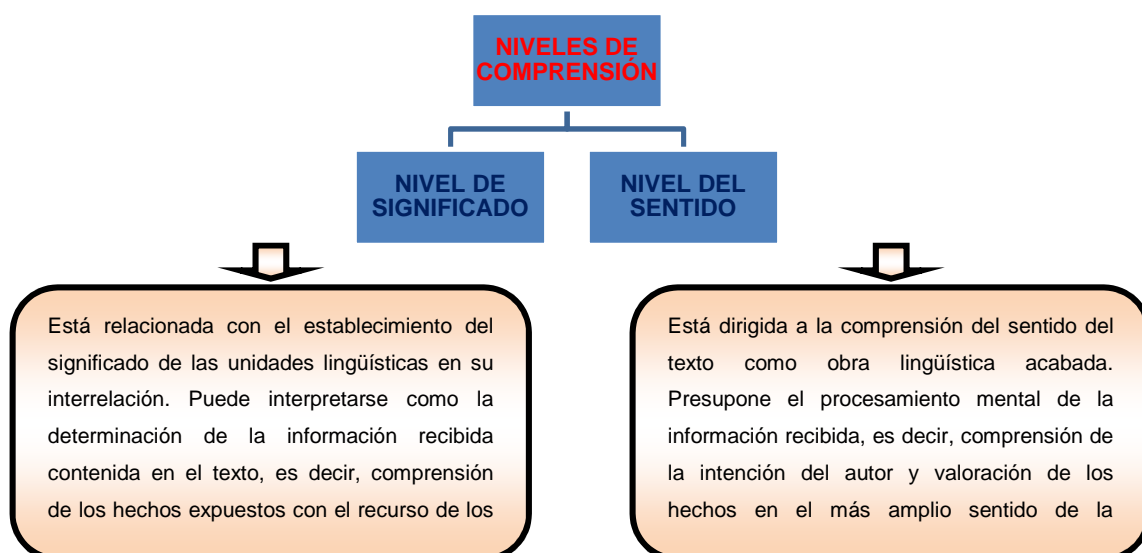 NIVELES DE
COMPRENSIÓN
NIVEL DE
SIGNIFICADO
NIVEL DEL
SENTIDO
Está relacionada con el establecimiento del
significado de las unidades lingüísticas en su
interrelación. Puede interpretarse como la
determinación de la información recibida
contenida en el texto, es decir, comprensión
de los hechos expuestos con el recurso de los
Está dirigida a la comprensión del sentido del
texto como obra lingüística acabada.
Presupone el procesamiento mental de la
información recibida, es decir, comprensión de
la intención del autor y valoración de los
hechos en el más amplio sentido de la